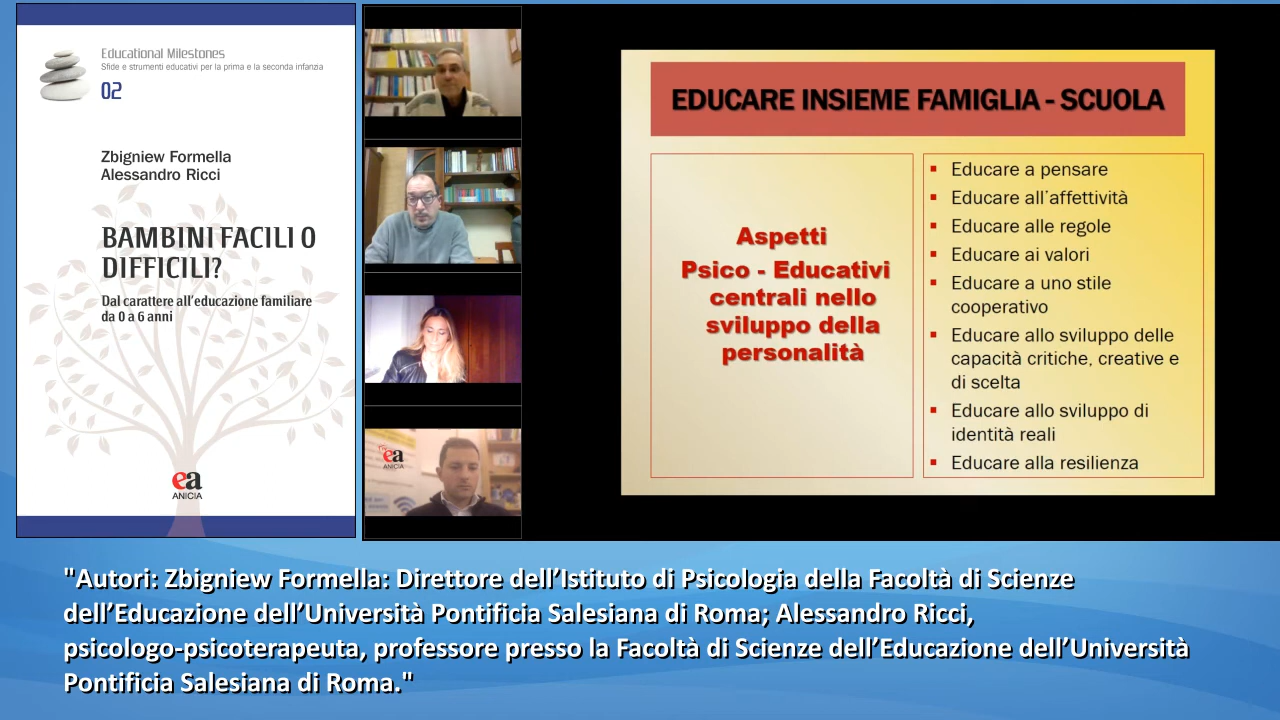 Educational Milestones
Sfide e strumenti educativi per la prima e la seconda infanzia
02
Zbigniew Formella
Alessandro Ricci
BAMBINI FACILI O
DIFFICILI?
Dal carattere all'educazione familiare
da 0 a 6 anni
ea
ANICIA
ea
ANICIA
EDUCARE INSIEME FAMIGLIA - SCUOLA
Aspetti
Psico - Educativi
centrali nello
sviluppo della
personalità
Educare a pensare
Educare all'affettività
Educare alle regole
Educare ai valori
Educare a uno stile
cooperativo
Educare allo sviluppo delle
capacità critiche, creative e
di scelta
Educare allo sviluppo di
identità reali
Educare alla resilienza
"Autori: Zbigniew Formella: Direttore dell’Istituto di Psicologia della Facoltà di Scienze
dell’Educazione dell’Università Pontificia Salesiana di Roma; Alessandro Ricci,
psicologo-psicoterapeuta, professore presso la Facoltà di Scienze dell’Educazione dell’Università
Pontificia Salesiana di Roma."